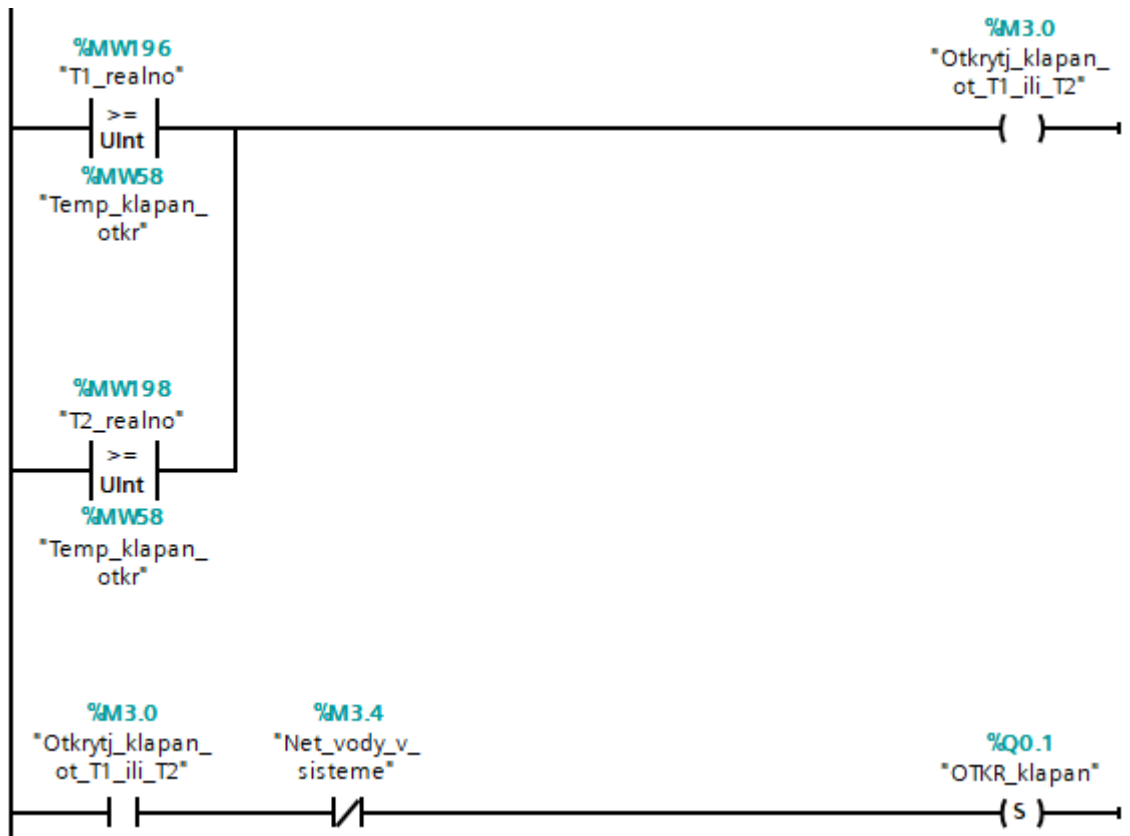 %MW196
"T1_realno"
>=
UInt
%MW58
"Temp_klapan_
otkr"
%M3.0
"Otkrytj_klapan_
ot_T1_ili_T2"
( )
%MW198
"T2_realno"
>=
UInt
%MW58
"Temp_klapan_
otkr"
%M3.0
"Otkrytj_klapan_
ot_T1_ili_T2"
%M3.4
"Net_vody_v_
sisteme"
%Q0.1
"OTKR_klapan"
( S )